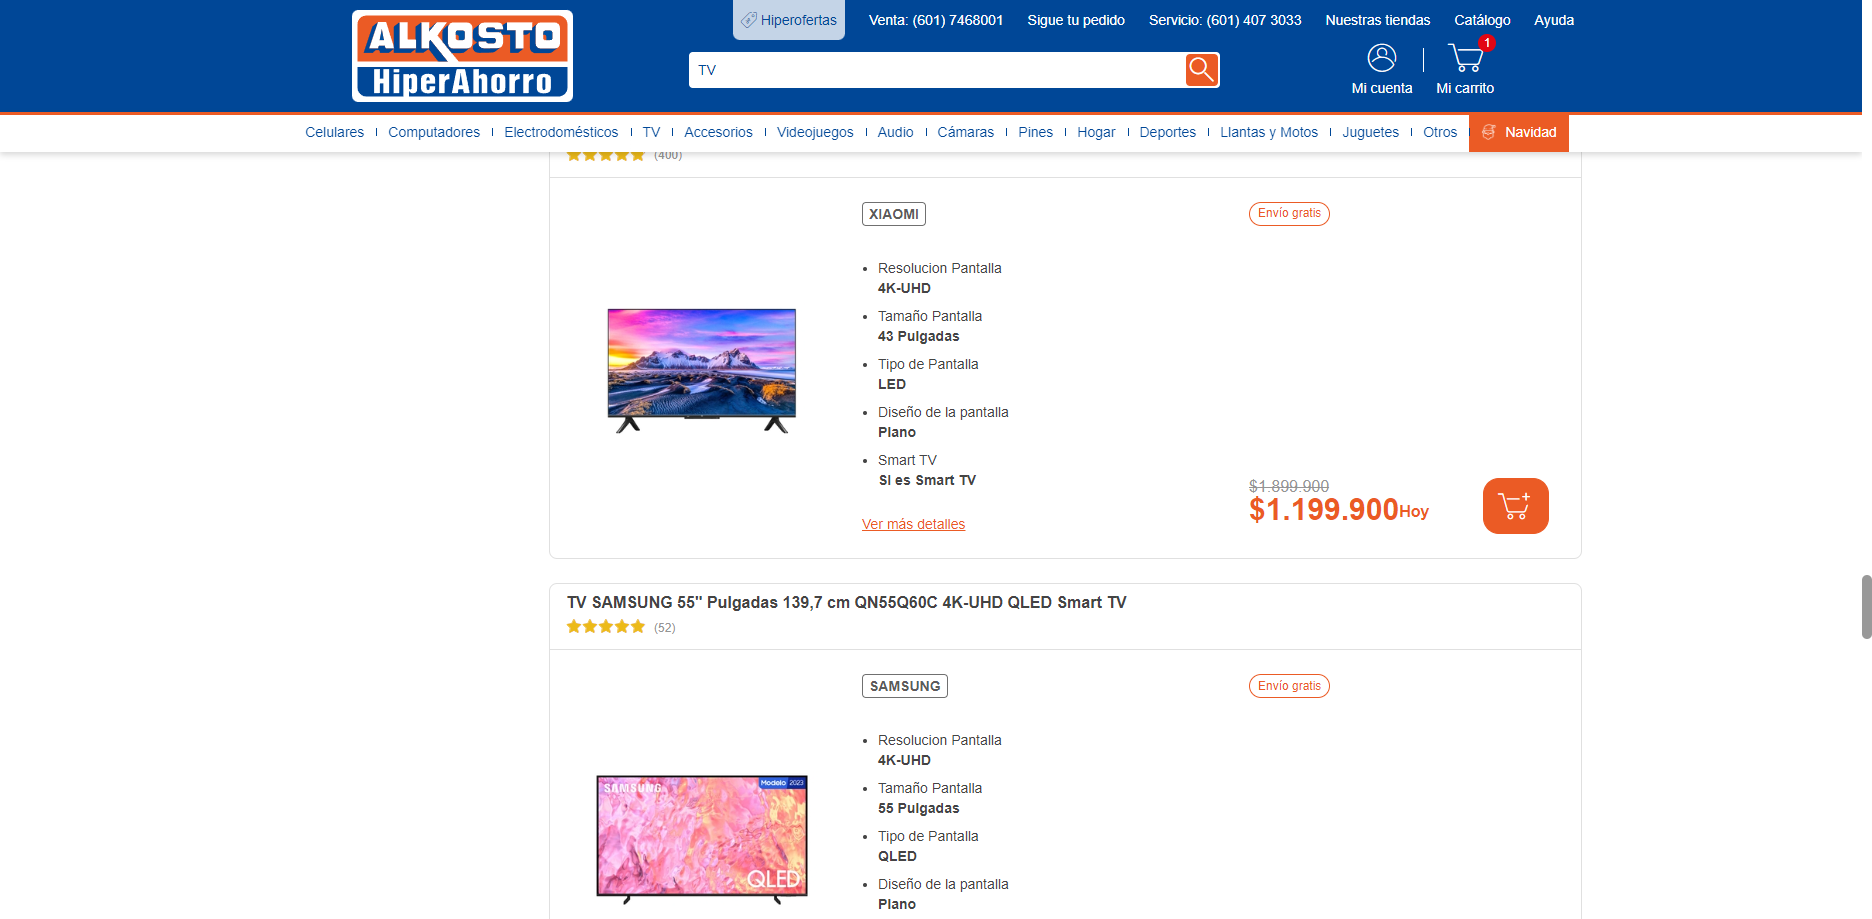 ALKOSTO
HiperAhorro
Hiperofertas
Venta: (601) 7468001
Sigue tu pedido
Servicio: (601) 407 3033
Nuestras tiendas
Catálogo
Ayuda
TV
1
Mi cuenta
Mi carrito
Celulares
Computadores
Electrodomésticos
TV
Accesorios
Videojuegos
Audio
Cámaras
Pines
Hogar
Deportes
Llantas y Motos
Juguetes
Otros
Navidad
(400)
XIAOMI
Envío gratis
Resolucion Pantalla
4K-UHD
Tamaño Pantalla
43 Pulgadas
Tipo de Pantalla
LED
Diseño de la pantalla
Plano
Smart TV
Si es Smart TV
Ver más detalles
$1.899.900
$1.199.900 Hoy
TV SAMSUNG 55" Pulgadas 139,7 cm QN55Q60C 4K-UHD QLED Smart TV
(52)
SAMSUNG
Envío gratis
Resolucion Pantalla
4K-UHD
Tamaño Pantalla
55 Pulgadas
Tipo de Pantalla
QLED
Diseño de la pantalla
Plano
SAMSUNG
Modelo 2023
QLED